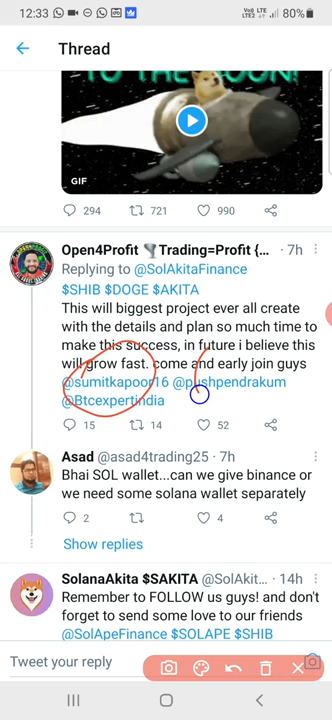 12:33
80%
Thread
TO THE MOON!
GIF
294 721 990
Open4Profit Trading=Profit {... · 7h
Replying to @SolAkitaFinance
$SHIB $DOGE $AKITA
This will biggest project ever all create
with the details and plan so much time to
make this success, in future i believe this
will grow fast. come and early join guys
@sumitkapoor16 @pushpendrakum
@Btcexpertindia
15 14 52
Asad @asad4trading25 · 7h
Bhai SOL wallet...can we give binance or
we need some solana wallet separately
2 4
Show replies
SolanaAkita $SAKITA @SolAkit... · 14h
Remember to FOLLOW us guys! and don't
forget to send some love to our friends
@SolApeFinance $SOLAPE $SHIB
Tweet your reply